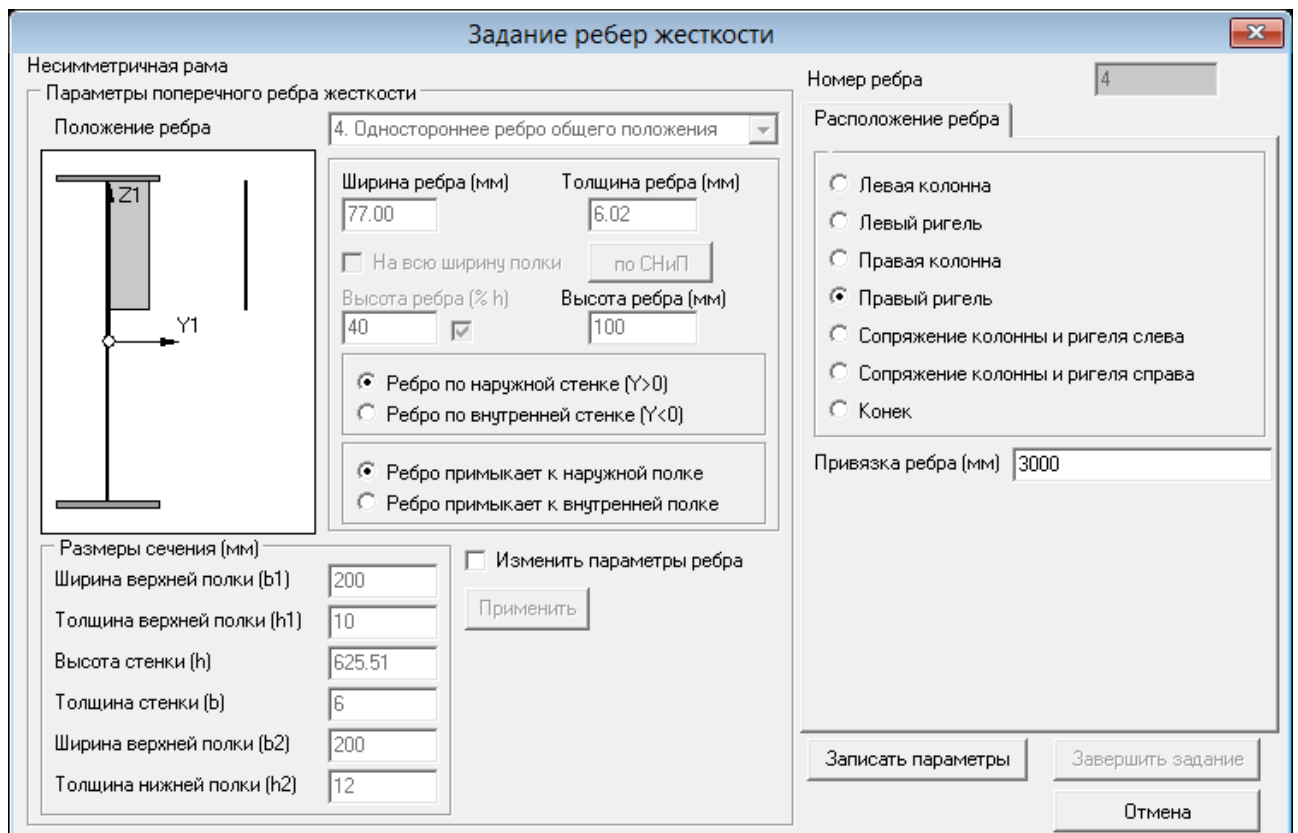 Задание ребер жесткости
Несимметричная рама
Параметры поперечного ребра жесткости
Положение ребра
4. Одностороннее ребро общего положения
Z1
Y1
Ширина ребра (мм) Толщина ребра (мм)
77.00 6.02
На всю ширину полки по СНиП
Высота ребра (% h) Высота ребра (мм)
40 100
Ребро по наружной стенке (Y>0)
Ребро по внутренней стенке (Y<0)
Ребро примыкает к наружной полке
Ребро примыкает к внутренней полке
Размеры сечения (мм)
Ширина верхней полки (b1) 200
Толщина верхней полки (h1) 10
Высота стенки (h) 625.51
Толщина стенки (b) 6
Ширина верхней полки (b2) 200
Толщина нижней полки (h2) 12
Изменить параметры ребра
Применить
Номер ребра 4
Расположение ребра
Левая колонна
Левый ригель
Правая колонна
Правый ригель
Сопряжение колонны и ригеля слева
Сопряжение колонны и ригеля справа
Конек
Привязка ребра (мм) 3000
Записать параметры Завершить задание
Отмена